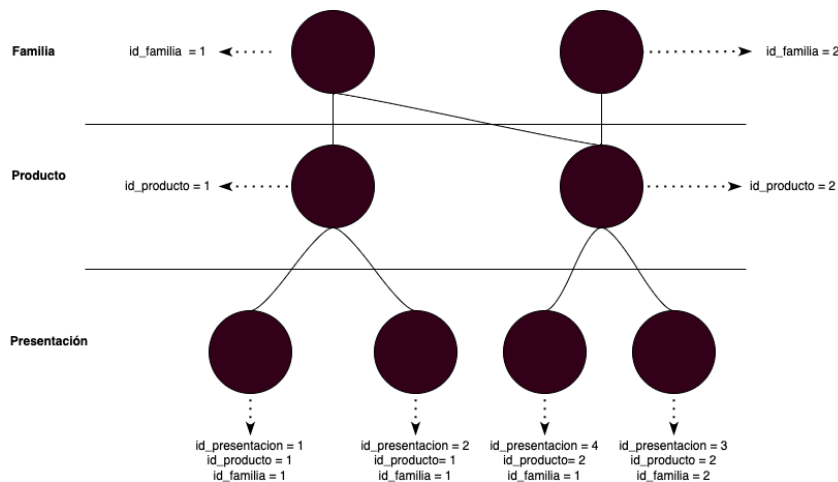 Familia
id_familia = 1
id_familia = 2
Producto
id_producto = 1
id_producto = 2
Presentación
id_presentacion = 1
id_producto = 1
id_familia = 1
id_presentacion = 2
id_producto= 1
id_familia = 1
id_presentacion = 4
id_producto= 2
id_familia = 1
id_presentacion = 3
id_producto = 2
id_familia = 2